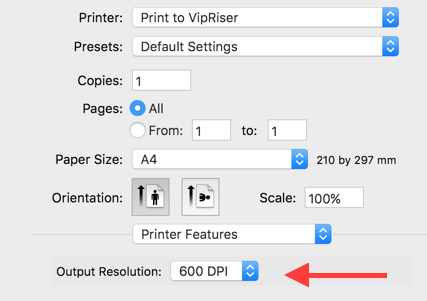 Printer: Print to VipRiser
Presets: Default Settings
Copies: 1
Pages: All
From: 1 to: 1
Paper Size: A4 210 by 297 mm
Orientation: Scale: 100%
Printer Features
Output Resolution: 600 DPI